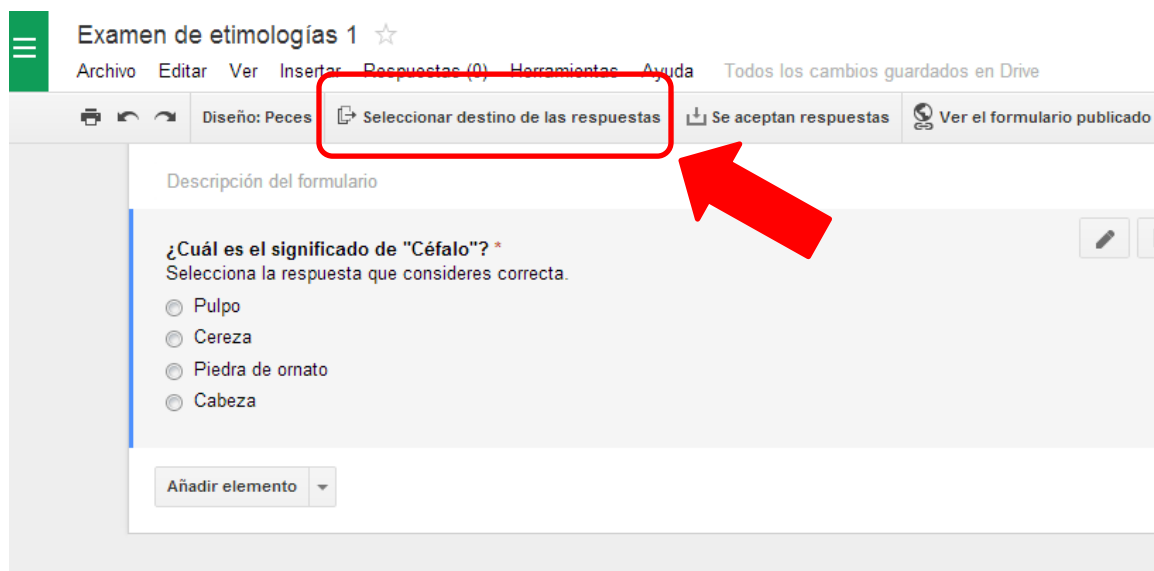 Examen de etimologías 1
Archivo Editar Ver Insertar Respuestas (0) Herramientas Ayuda Todos los cambios guardados en Drive
Diseño: Peces Seleccionar destino de las respuestas Se aceptan respuestas Ver el formulario publicado
Descripción del formulario
¿Cuál es el significado de "Céfalo"? *
Selecciona la respuesta que consideres correcta.
Pulpo
Cereza
Piedra de ornato
Cabeza
Añadir elemento